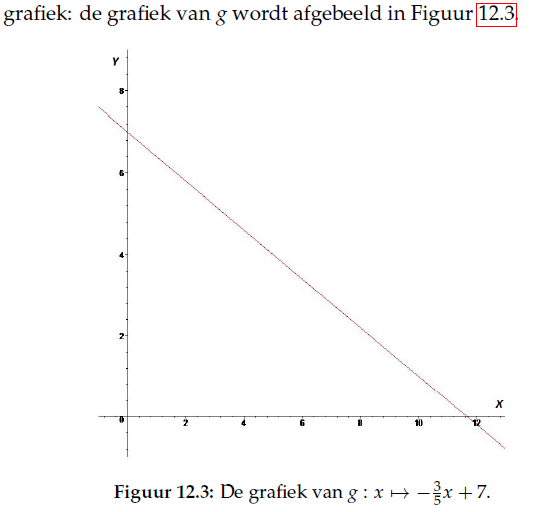 grafiek: de grafiek van g wordt afgebeeld in Figuur 12.3.
Y
8
6
4
2
0
2
4
6
8
10
12
X
Figuur 12.3: De grafiek van g : x ↦ −3/5x + 7.